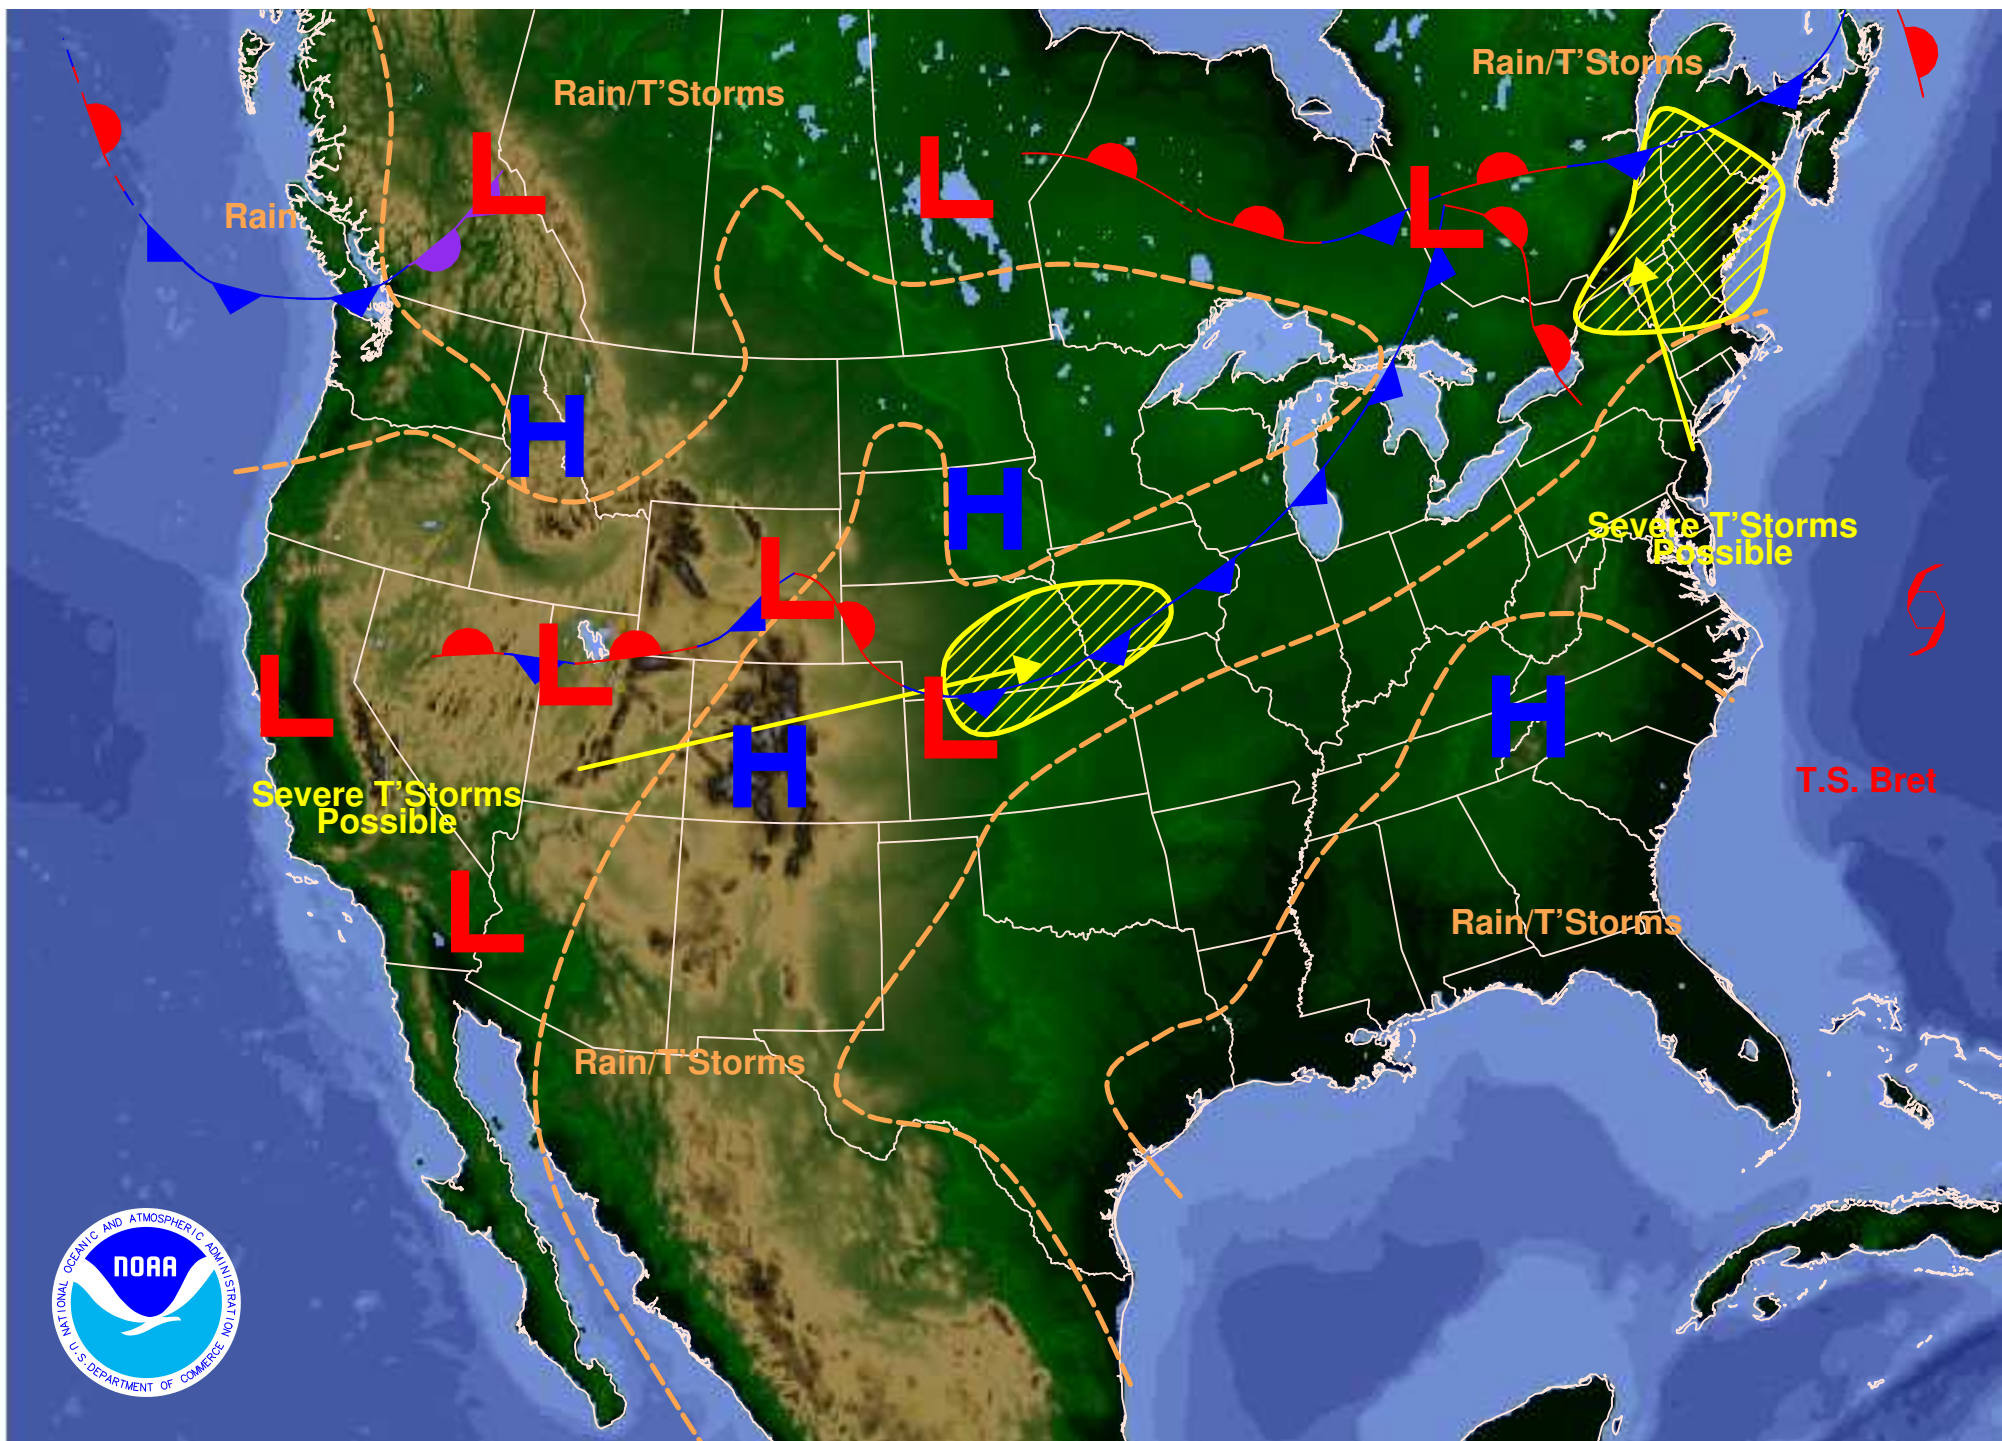 Rain/T'Storms
Rain/T'Storms
L
L
L
Rain
H
H
Severe T'Storms
Possible
L
L
L
L
H
H
T.S. Bret
Severe T'Storms
Possible
L
Rain/T'Storms
Rain/T'Storms
NATIONAL OCEANIC AND ATMOSPHERIC ADMINISTRATION
NOAA
U.S. DEPARTMENT OF COMMERCE